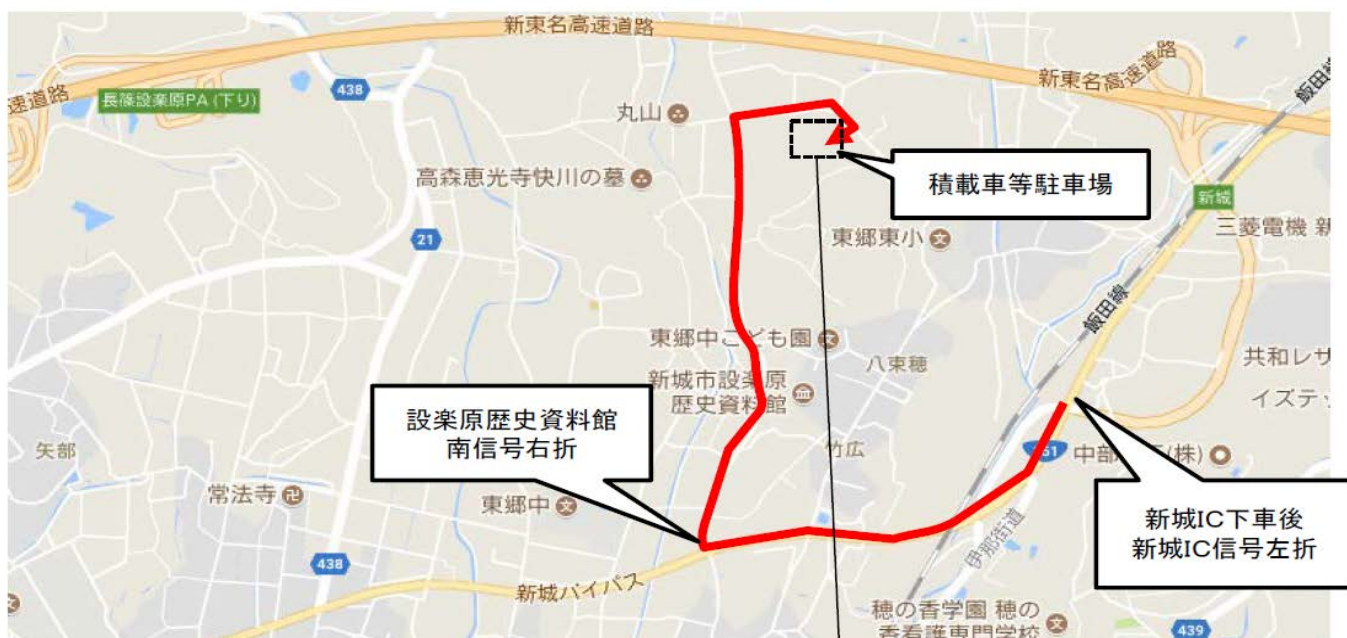 新東名高速道路
速道路
長篠設楽原PA (下り)
438
丸山
新東名高速道路
飯田線
高森恵光寺快川の墓
積載車等駐車場
新城
三菱電機 新
21
東郷東小
飯田線
東郷中こども園
八束穂
共和レサ
新城市設楽原
歴史資料館
イズテッ
設楽原歴史資料館
南信号右折
矢部
竹広
中部
(株)
常法寺
東郷中
新城IC下車後
新城IC信号左折
伊那街道
438
新城バイパス
穂の香学園 穂の
香看護専門学校
439